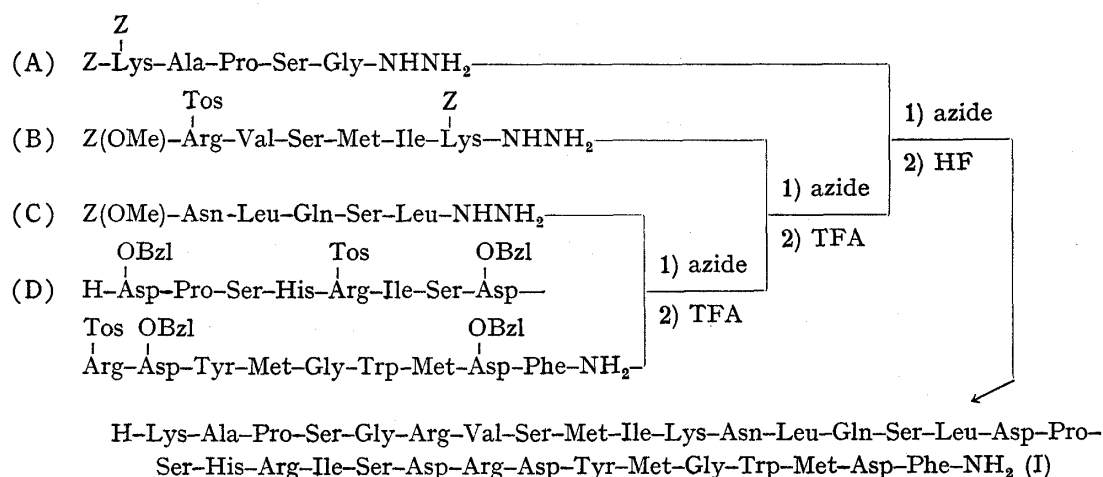 Z
(A) Z–Lys–Ala–Pro–Ser–Gly–NHNH₂
Tos Z
(B) Z(OMe)–Arg–Val–Ser–Met–Ile–Lys–NHNH₂
1) azide
2) HF
(C) Z(OMe)–Asn–Leu–Gln–Ser–Leu–NHNH₂
1) azide
2) TFA
OBzl Tos OBzl
(D) H–Asp–Pro–Ser–His–Arg–Ile–Ser–Asp–
1) azide
2) TFA
Tos OBzl OBzl
Arg–Asp–Tyr–Met–Gly–Trp–Met–Asp–Phe–NH₂
H–Lys–Ala–Pro–Ser–Gly–Arg–Val–Ser–Met–Ile–Lys–Asn–Leu–Gln–Ser–Leu–Asp–Pro–
Ser–His–Arg–Ile–Ser–Asp–Arg–Asp–Tyr–Met–Gly–Trp–Met–Asp–Phe–NH₂ (I)